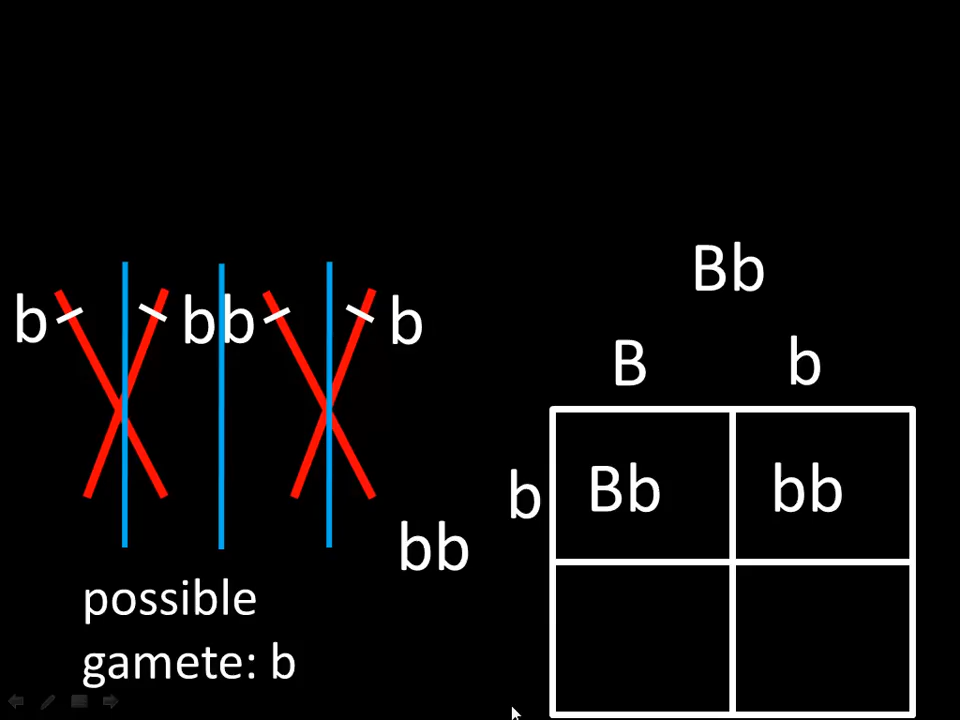 b bb b
bb
possible
gamete: b
Bb
B b
b Bb bb